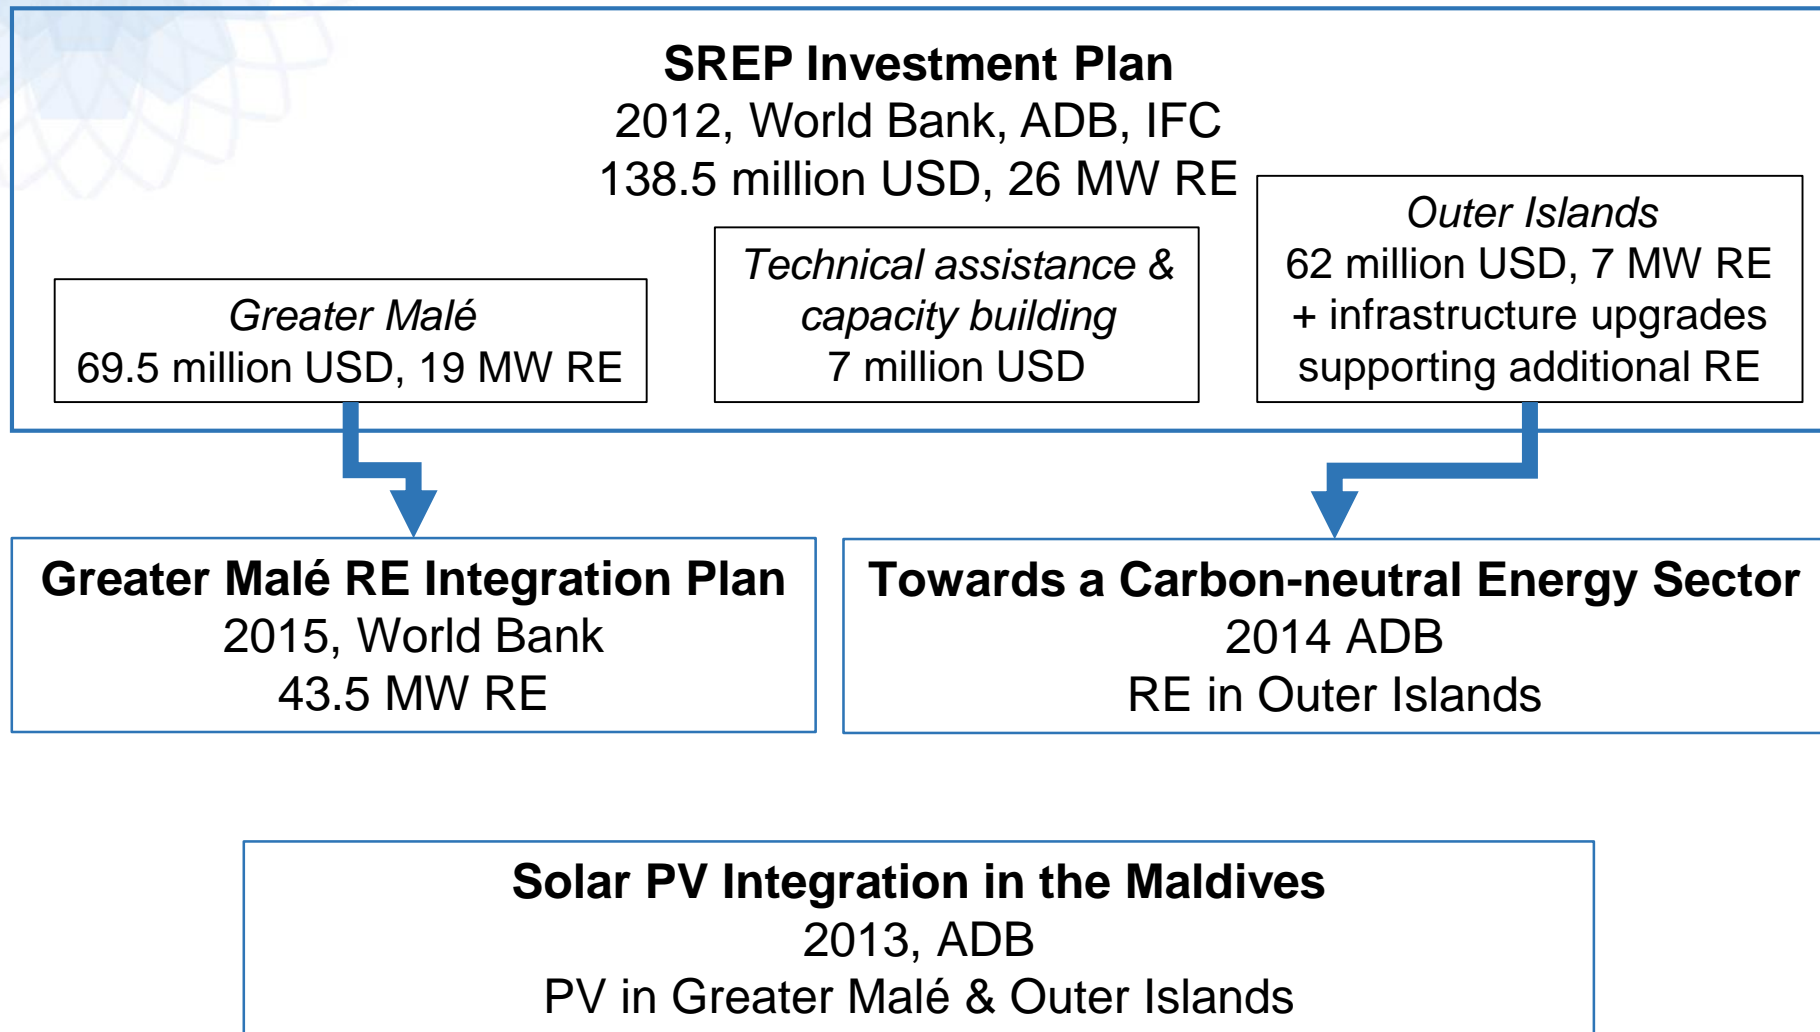 SREP Investment Plan
2012, World Bank, ADB, IFC
138.5 million USD, 26 MW RE
Greater Malé
69.5 million USD, 19 MW RE
Technical assistance &
capacity building
7 million USD
Outer Islands
62 million USD, 7 MW RE
+ infrastructure upgrades
supporting additional RE
Greater Malé RE Integration Plan
2015, World Bank
43.5 MW RE
Towards a Carbon-neutral Energy Sector
2014 ADB
RE in Outer Islands
Solar PV Integration in the Maldives
2013, ADB
PV in Greater Malé & Outer Islands